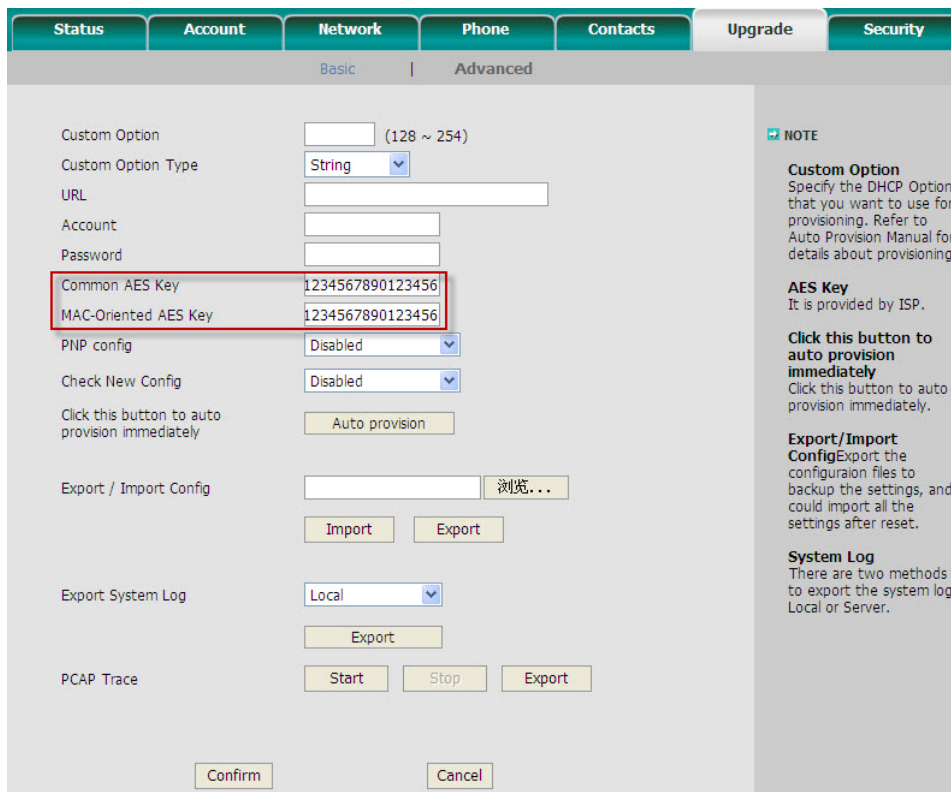 Status Account Network Phone Contacts Upgrade Security
Basic | Advanced
Custom Option (128 ~ 254)
Custom Option Type String
URL
Account
Password
Common AES Key 1234567890123456
MAC-Oriented AES Key 1234567890123456
PNP config Disabled
Check New Config Disabled
Click this button to auto
provision immediately Auto provision
Export / Import Config 浏览...
Import Export
Export System Log Local
Export
PCAP Trace Start Stop Export
Confirm Cancel
NOTE
Custom Option
Specify the DHCP Option
that you want to use for
provisioning. Refer to
Auto Provision Manual for
details about provisioning
AES Key
It is provided by ISP.
Click this button to
auto provision
immediately
Click this button to auto
provision immediately.
Export/Import
ConfigExport the
configuraion files to
backup the settings, and
could import all the
settings after reset.
System Log
There are two methods
to export the system log
Local or Server.